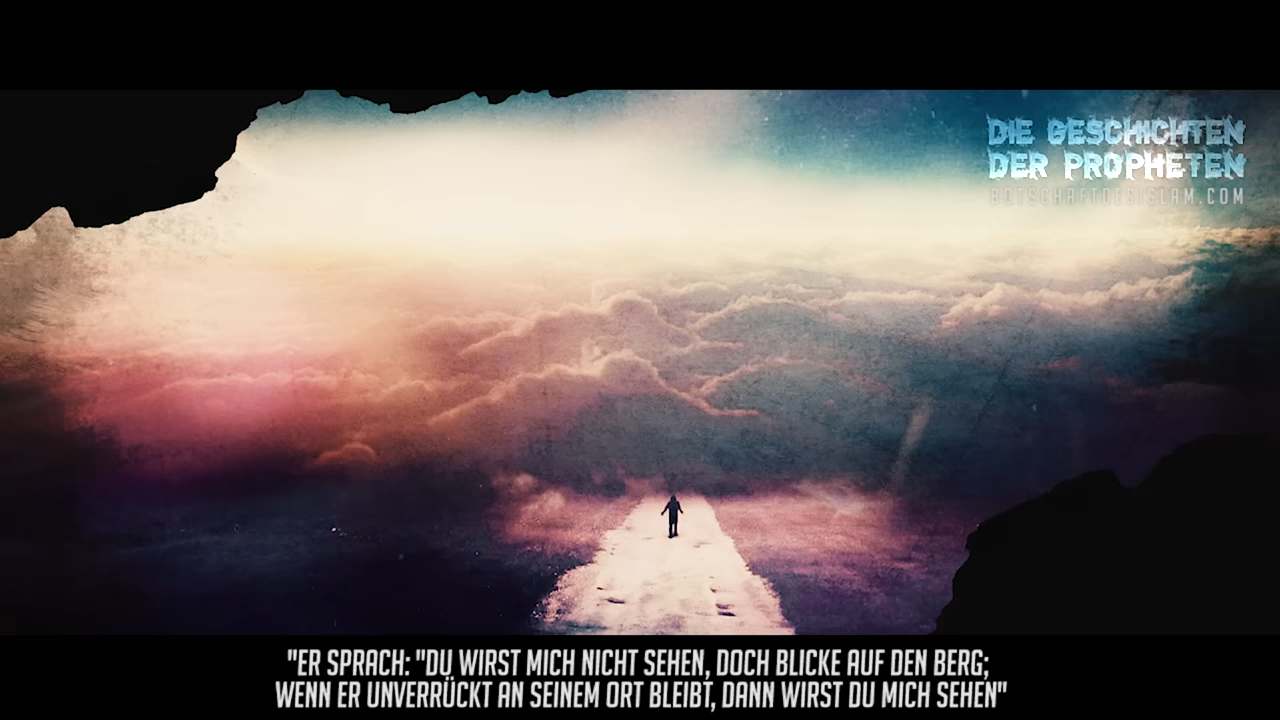 DIE GESCHICHTEN
DER PROPHETEN
BOTSCHAFTDESISLAM.COM
"ER SPRACH: "DU WIRST MICH NICHT SEHEN, DOCH BLICKE AUF DEN BERG;
WENN ER UNVERRÜCKT AN SEINEM ORT BLEIBT, DANN WIRST DU MICH SEHEN"